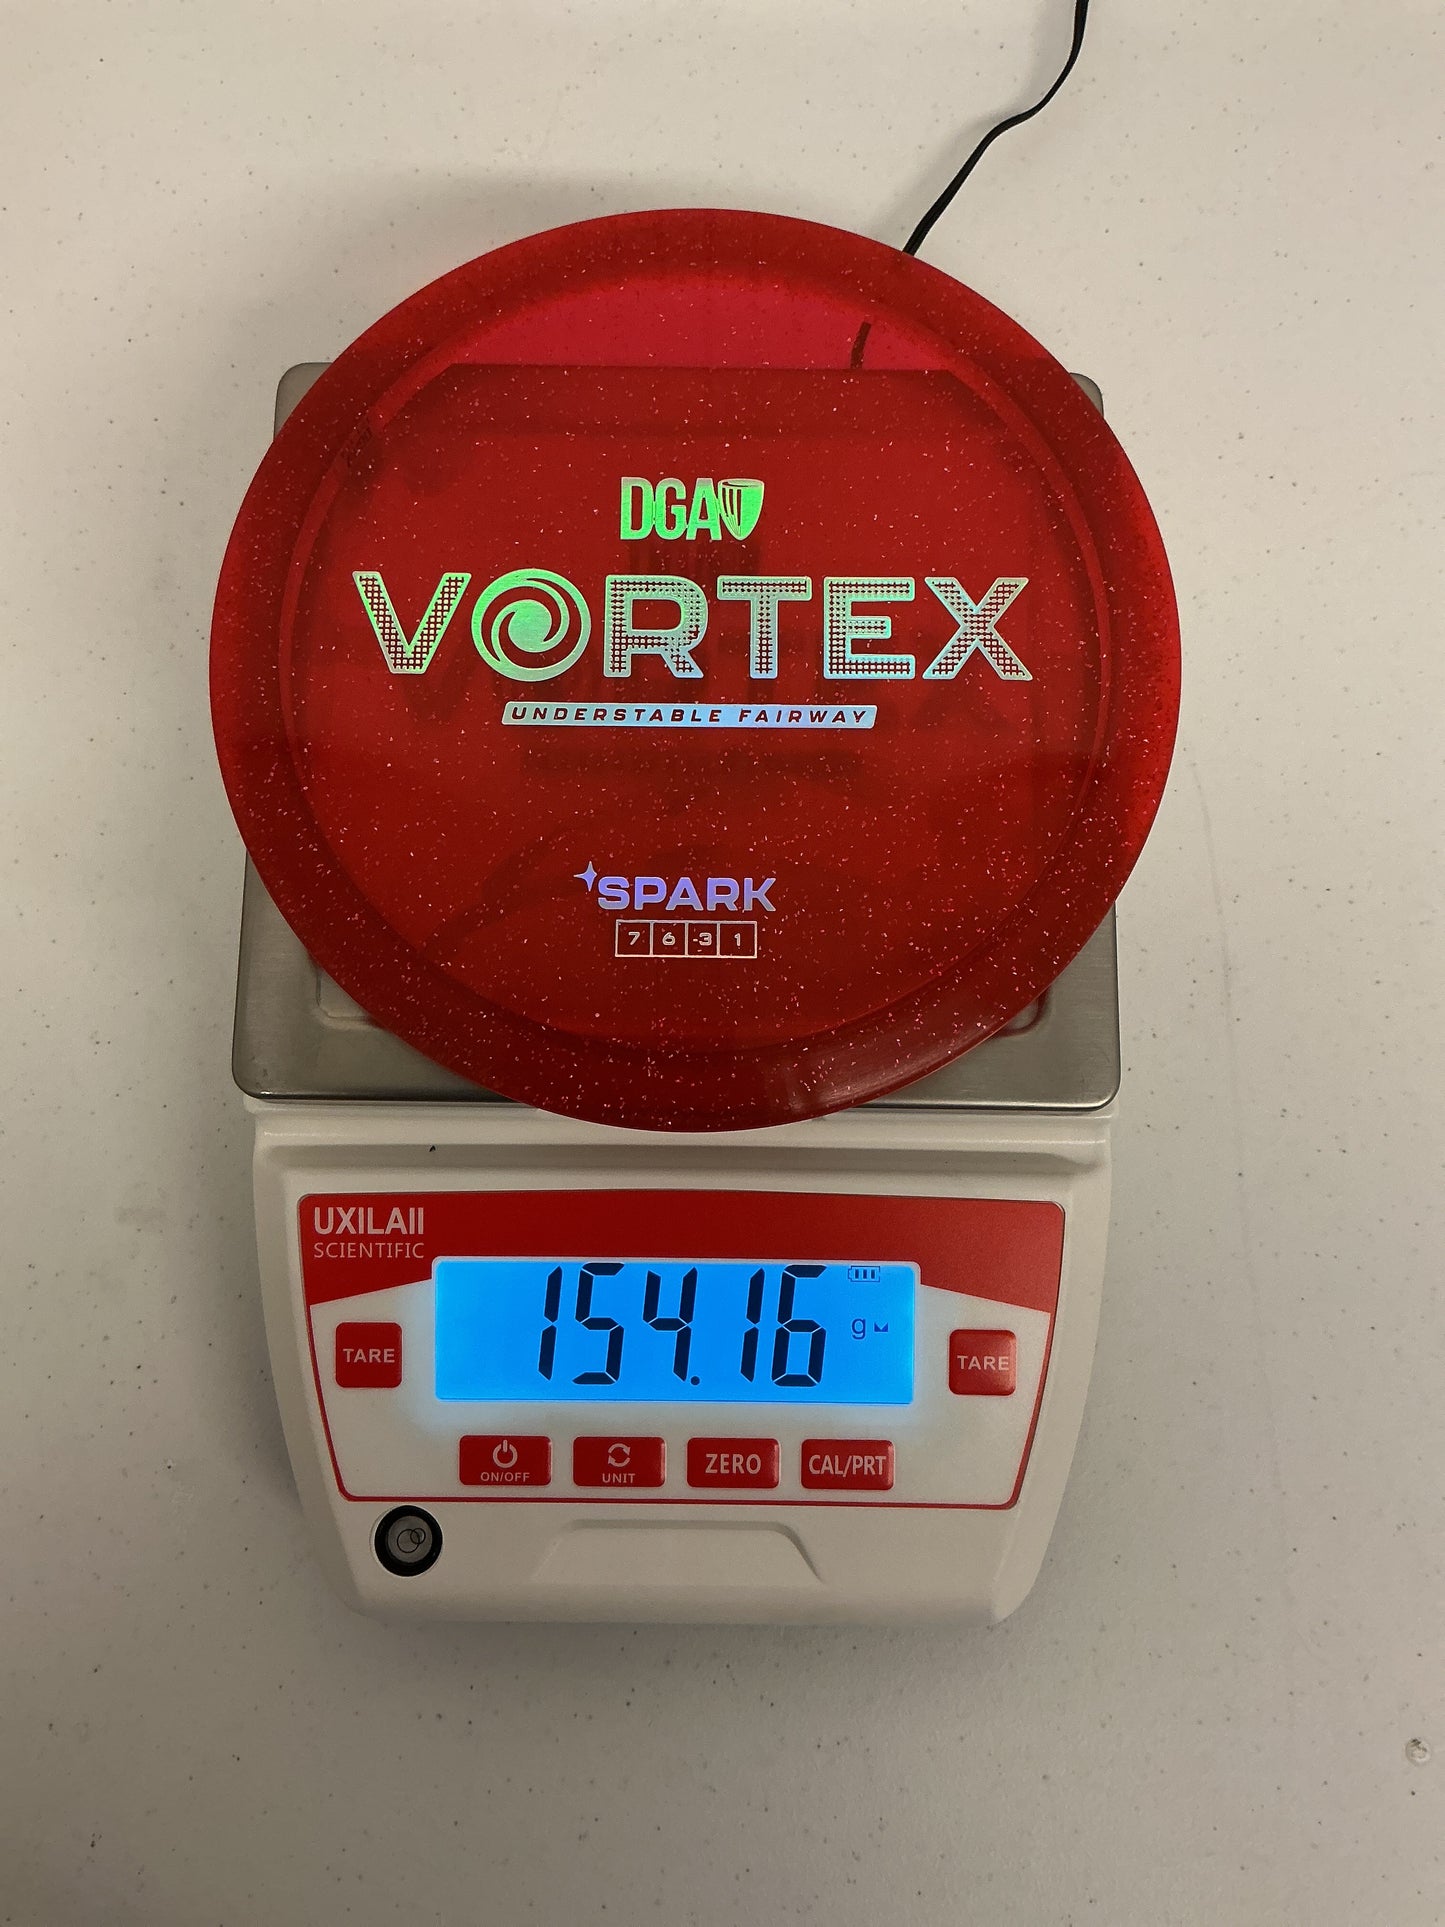 DGA
VORTEX
UNDERSTABLE FAIRWAY
SPARK
7 6 -3 1
UXILAII
SCIENTIFIC
154.16 g
TARE
TARE
ON/OFF
UNIT
ZERO
CAL/PRT